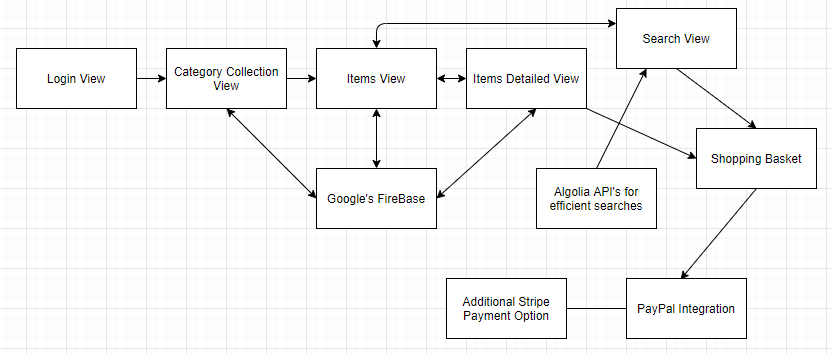 Search View
Login View
Category Collection
View
Items View
Items Detailed View
Shopping Basket
Google's FireBase
Algolia API's for
efficient searches
Additional Stripe
Payment Option
PayPal Integration